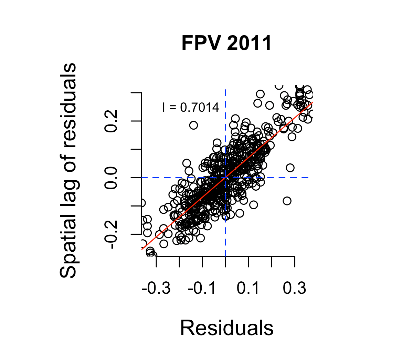 FPV 2011
Spatial lag of residuals
0.2
0.0
-0.2
I = 0.7014
-0.3
-0.1
0.1
0.3
Residuals